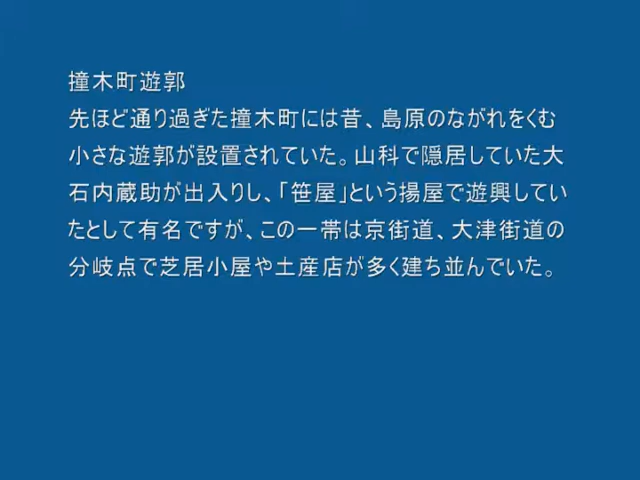 撞木町遊郭
先ほど通り過ぎた撞木町には昔、島原のながれをくむ
小さな遊郭が設置されていた。山科で隠居していた大
石内蔵助が出入りし、「笹屋」という揚屋で遊興してい
たとして有名ですが、この一帯は京街道、大津街道の
分岐点で芝居小屋や土産店が多く建ち並んでいた。